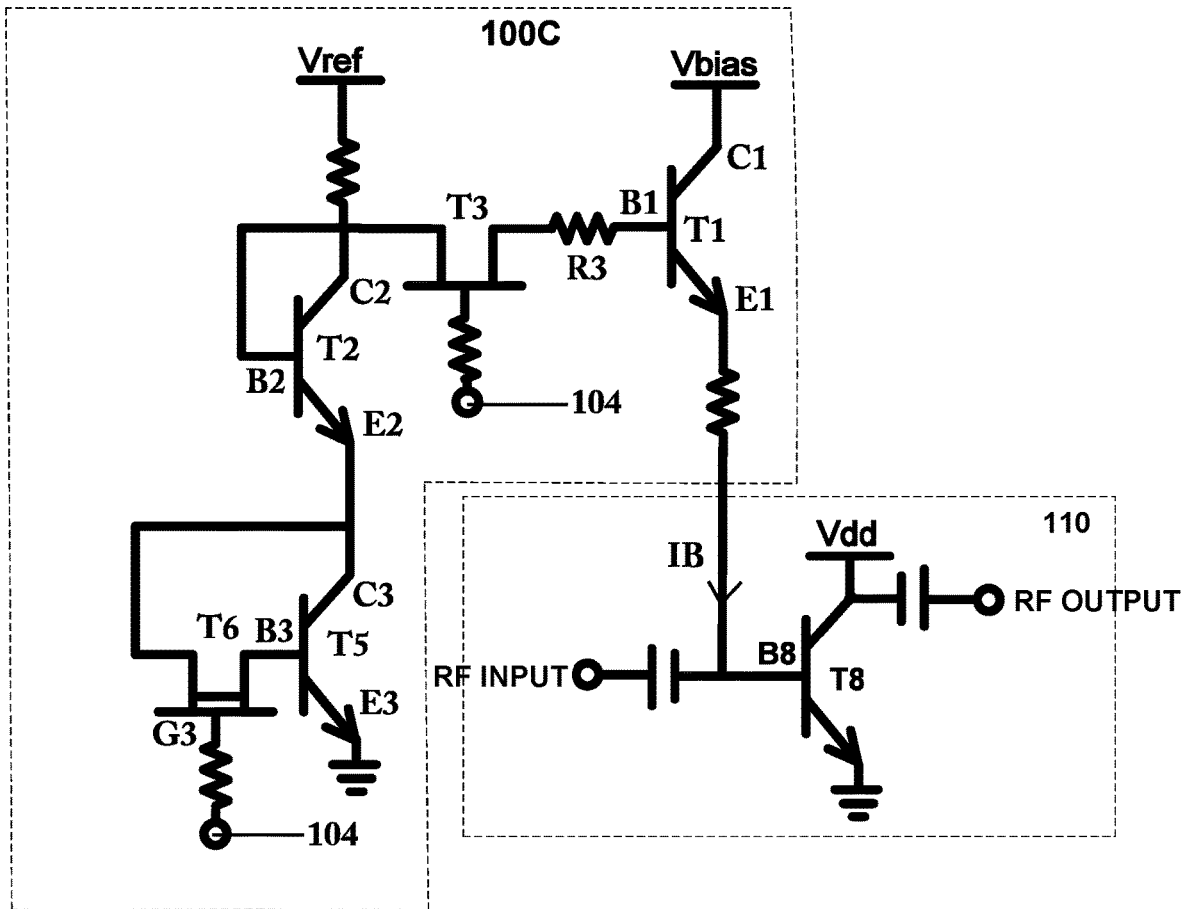 100C
Vref
Vbias
C1
T3
B1
T1
R3
C2
E1
T2
B2
104
E2
110
Vdd
IB
C3
RF OUTPUT
T6
B3
T5
B8
RF INPUT
T8
E3
G3
104